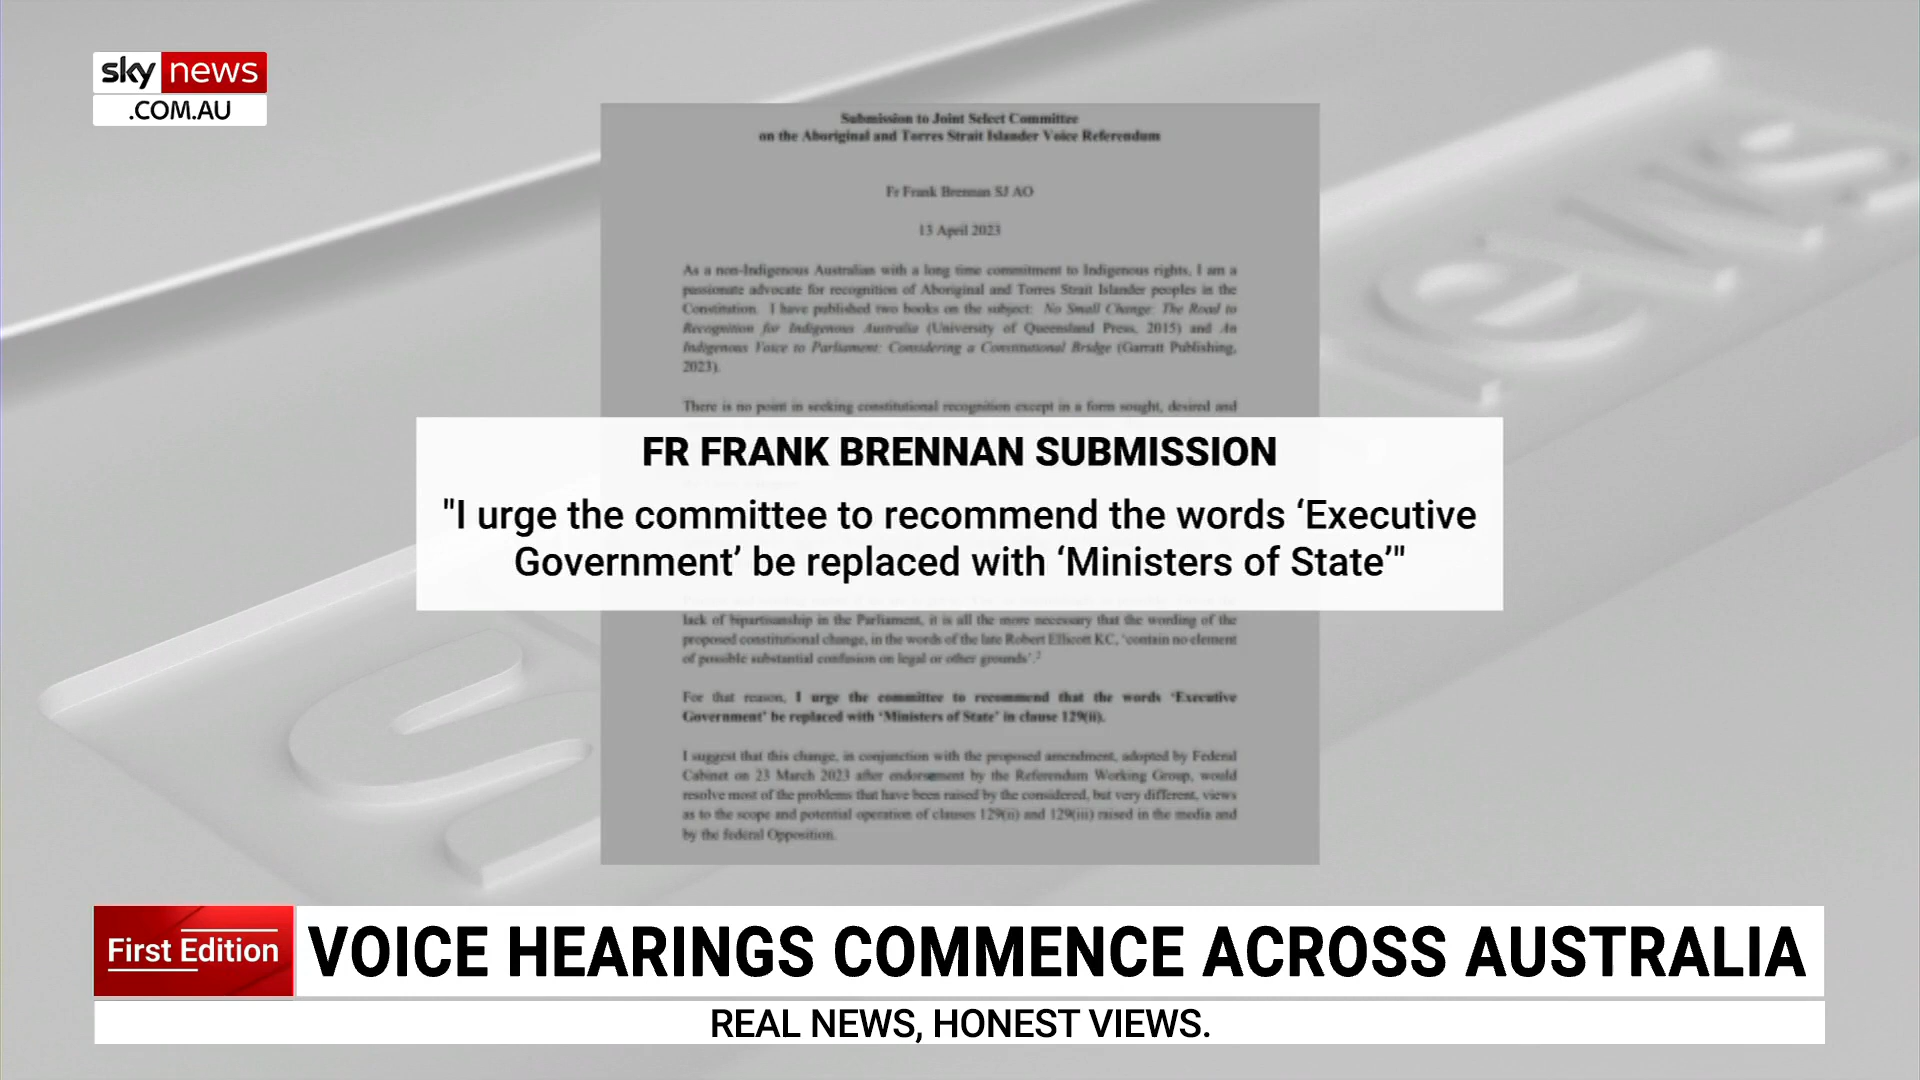 sky news
.COM.AU
Submission to Joint Select Committee
on the Aboriginal and Torres Strait Islander Voice Referendum
Fr Frank Brennan SJ AO
13 April 2023
As a non-Indigenous Australian with a long time commitment to Indigenous rights, I am a
passionate advocate for recognition of Aboriginal and Torres Strait Islander peoples in the
Constitution. I have published two books on the subject: No Small Change: The Road to
Recognition for Indigenous Australia (University of Queensland Press, 2015) and An
Indigenous Voice to Parliament: Considering a Constitutional Bridge (Garratt Publishing,
2023).
There is no point in seeking constitutional recognition except in a form sought, desired and
FR FRANK BRENNAN SUBMISSION
"I urge the committee to recommend the words ‘Executive
Government’ be replaced with ‘Ministers of State’"
lack of bipartisanship in the Parliament, it is all the more necessary that the wording of the
proposed constitutional change, in the words of the late Robert Ellicott KC, ‘contain no element
of possible substantial confusion on legal or other grounds’.2
For that reason, I urge the committee to recommend that the words ‘Executive
Government’ be replaced with ‘Ministers of State’ in clause 129(ii).
I suggest that this change, in conjunction with the proposed amendment, adopted by Federal
Cabinet on 23 March 2023 after endorsement by the Referendum Working Group, would
resolve most of the problems that have been raised by the considered, but very different, views
as to the scope and potential operation of clauses 129(ii) and 129(iii) raised in the media and
by the federal Opposition.
First Edition
VOICE HEARINGS COMMENCE ACROSS AUSTRALIA
REAL NEWS, HONEST VIEWS.